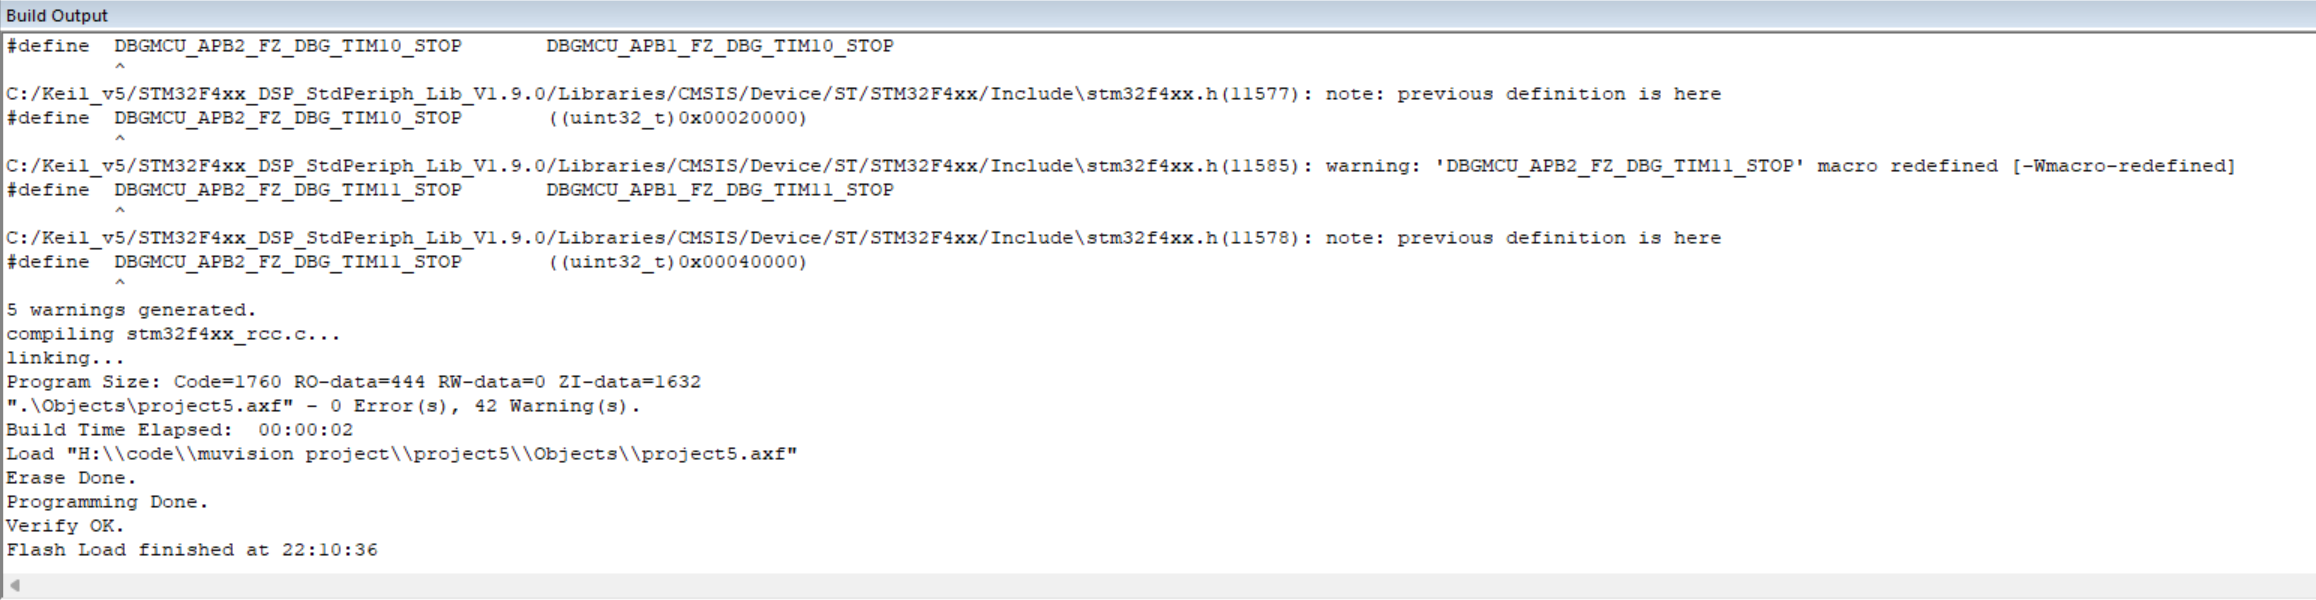 Build Output
#define  DBGMCU_APB2_FZ_DBG_TIM10_STOP       DBGMCU_APB1_FZ_DBG_TIM10_STOP
^
C:/Keil_v5/STM32F4xx_DSP_StdPeriph_Lib_V1.9.0/Libraries/CMSIS/Device/ST/STM32F4xx/Include\stm32f4xx.h(11577): note: previous definition is here
#define  DBGMCU_APB2_FZ_DBG_TIM10_STOP       ((uint32_t)0x00020000)
^
C:/Keil_v5/STM32F4xx_DSP_StdPeriph_Lib_V1.9.0/Libraries/CMSIS/Device/ST/STM32F4xx/Include\stm32f4xx.h(11585): warning: 'DBGMCU_APB2_FZ_DBG_TIM11_STOP' macro redefined [-Wmacro-redefined]
#define  DBGMCU_APB2_FZ_DBG_TIM11_STOP       DBGMCU_APB1_FZ_DBG_TIM11_STOP
^
C:/Keil_v5/STM32F4xx_DSP_StdPeriph_Lib_V1.9.0/Libraries/CMSIS/Device/ST/STM32F4xx/Include\stm32f4xx.h(11578): note: previous definition is here
#define  DBGMCU_APB2_FZ_DBG_TIM11_STOP       ((uint32_t)0x00040000)
^
5 warnings generated.
compiling stm32f4xx_rcc.c...
linking...
Program Size: Code=1760 RO-data=444 RW-data=0 ZI-data=1632
".\Objects\project5.axf" - 0 Error(s), 42 Warning(s).
Build Time Elapsed:  00:00:02
Load "H:\\code\\muvision project\\project5\\Objects\\project5.axf"
Erase Done.
Programming Done.
Verify OK.
Flash Load finished at 22:10:36